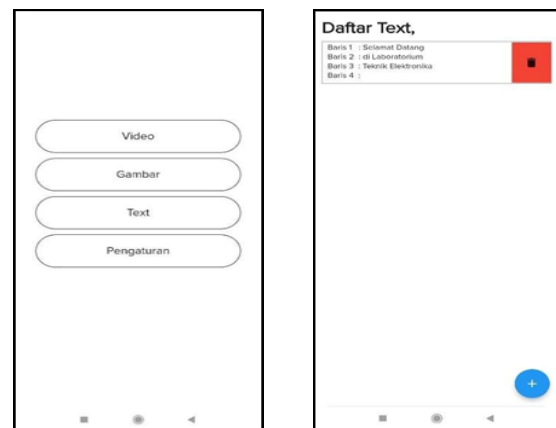 Video
Gambar
Text
Pengaturan
Daftar Text,
Baris 1 : Selamat Datang
Baris 2 : di Laboratorium
Baris 3 : Teknik Elektronika
Baris 4 :
+